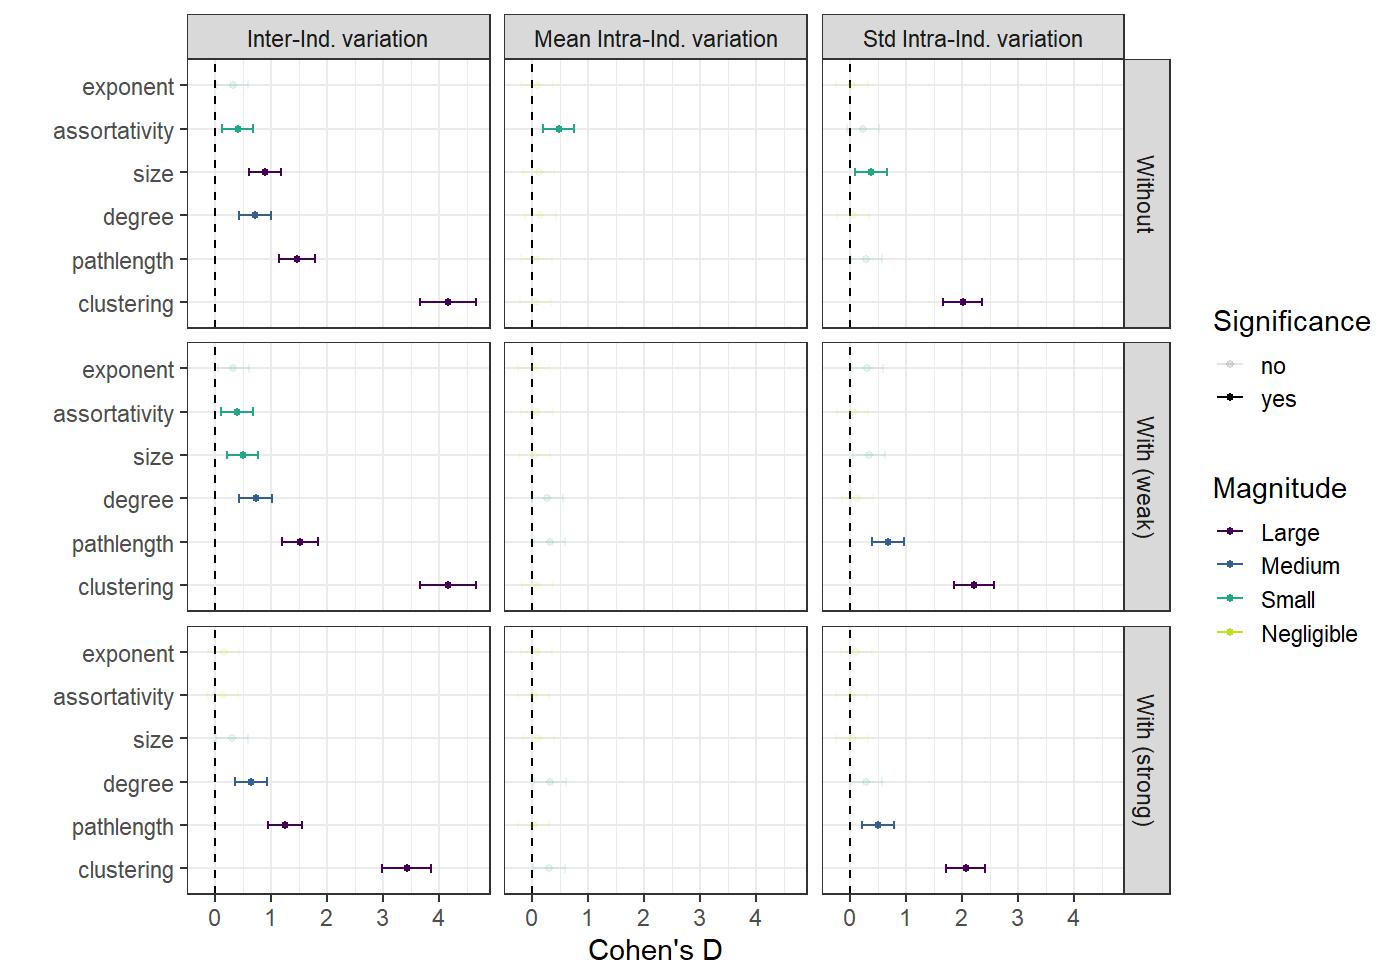 Inter-Ind. variation
Mean Intra-Ind. variation
Std Intra-Ind. variation
exponent
assortativity
size
degree
pathlength
clustering
Without
exponent
assortativity
size
degree
pathlength
clustering
With (weak)
exponent
assortativity
size
degree
pathlength
clustering
With (strong)
0 1 2 3 4
0 1 2 3 4
0 1 2 3 4
Cohen's D
Significance
no
yes
Magnitude
Large
Medium
Small
Negligible